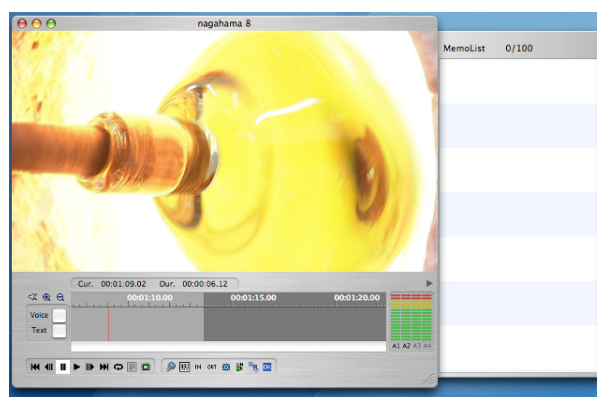 nagahama 8
MemoList 0/100
Cur. 00:01:09.02 Dur. 00:00:06.12
00:01:10.00 00:01:15.00 00:01:20.00
Voice
Text
A1 A2 A3 A4
IN OUT